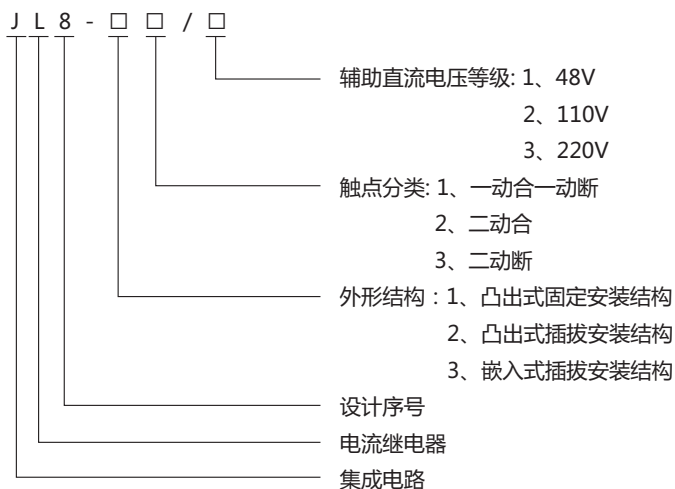 J L 8 - □ □ / □
辅助直流电压等级: 1、48V
2、110V
3、220V
触点分类: 1、一动合一动断
2、二动合
3、二动断
外形结构：1、凸出式固定安装结构
2、凸出式插拔安装结构
3、嵌入式插拔安装结构
设计序号
电流继电器
集成电路